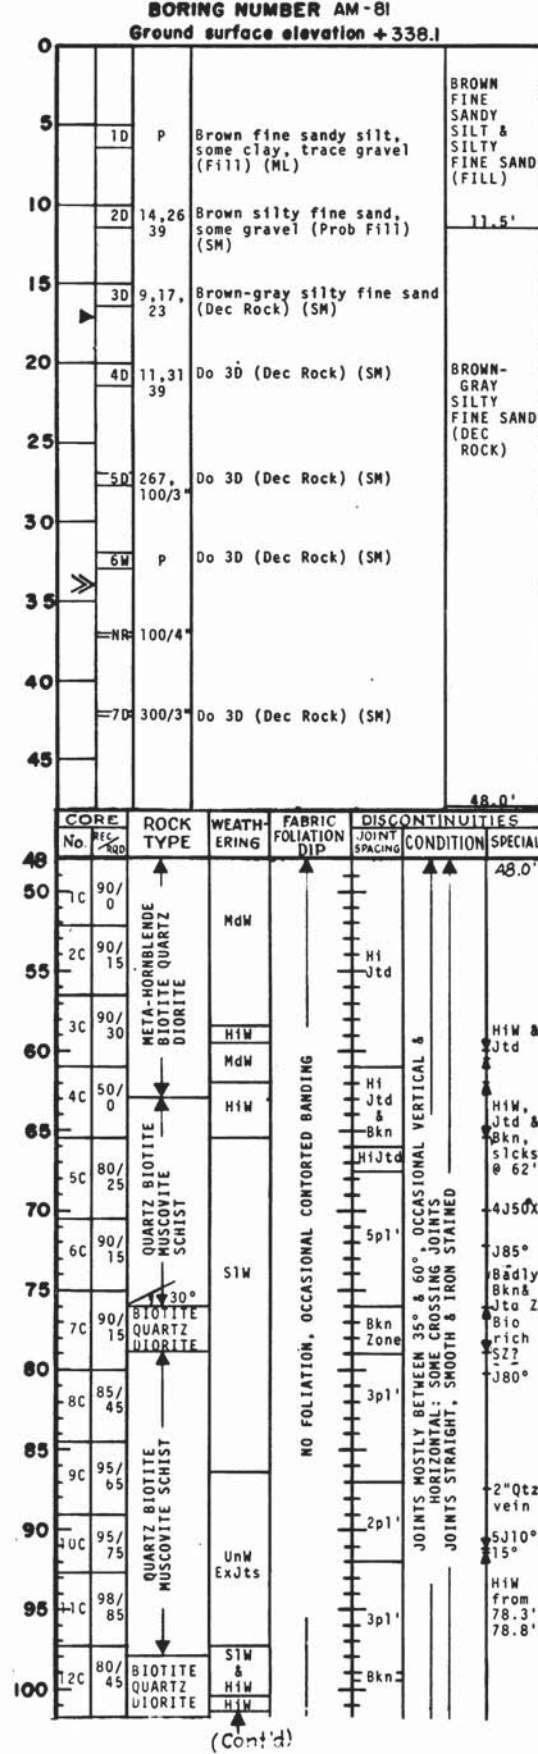 BORING NUMBER AM-81
Ground surface elevation +338.1
0
5
10
15
20
25
30
35
40
45
1D P Brown fine sandy silt,
some clay, trace gravel
(Fill) (ML)
2D 14,26 Brown silty fine sand,
39 some gravel (Prob Fill)
(SM)
3D 9,17, Brown-gray silty fine sand
23 (Dec Rock) (SM)
4D 11,31 Do 3D (Dec Rock) (SM)
39
5D 267, Do 3D (Dec Rock) (SM)
100/3"
6W P Do 3D (Dec Rock) (SM)
NR 100/4"
7D 300/3" Do 3D (Dec Rock) (SM)
BROWN
FINE
SANDY
SILT &
SILTY
FINE SAND
(FILL)
11.5'
BROWN-
GRAY
SILTY
FINE SAND
(DEC
ROCK)
48.0'
CORE
No. REC/RQD
ROCK
TYPE
WEATH-
ERING
FABRIC
FOLIATION
DIP
DISCONTINUITIES
JOINT
SPACING
CONDITION
SPECIAL
48
50
55
60
65
70
75
80
85
90
95
100
1C 90/
0
2C 90/
15
3C 90/
30
4C 50/
0
5C 80/
25
6C 90/
15
7C 90/
15
8C 85/
45
9C 95/
65
10C 95/
75
11C 98/
85
12C 80/
45
META-HORNBLENDE
BIOTITE QUARTZ
DIORITE
QUARTZ BIOTITE
MUSCOVITE
SCHIST
30°
BIOTITE
QUARTZ
DIORITE
QUARTZ BIOTITE
MUSCOVITE SCHIST
BIOTITE
QUARTZ
DIORITE
MdW
HiW
MdW
HiW
SlW
UnW
ExJts
SlW
&
HiW
HiW
NO FOLIATION, OCCASIONAL CONTORTED BANDING
Hi
Jtd
Hi
Jtd
&
Bkn
HiJtd
5pl'
Bkn
Zone
3pl'
2pl'
3pl'
Bkn
JOINTS MOSTLY BETWEEN 35° & 60°, OCCASIONAL VERTICAL &
HORIZONTAL: SOME CROSSING JOINTS
JOINTS STRAIGHT, SMOOTH & IRON STAINED
48.0'
HiW &
Jtd
HiW,
Jtd &
Bkn,
slcks
@ 62'
4J50X
J85°
Badly
Bkn&
Jtd Z
Bio
rich
SZ?
J80°
2"Qtz
vein
5J10°
15°
HiW
from
78.3'
78.8'
(Cont'd)